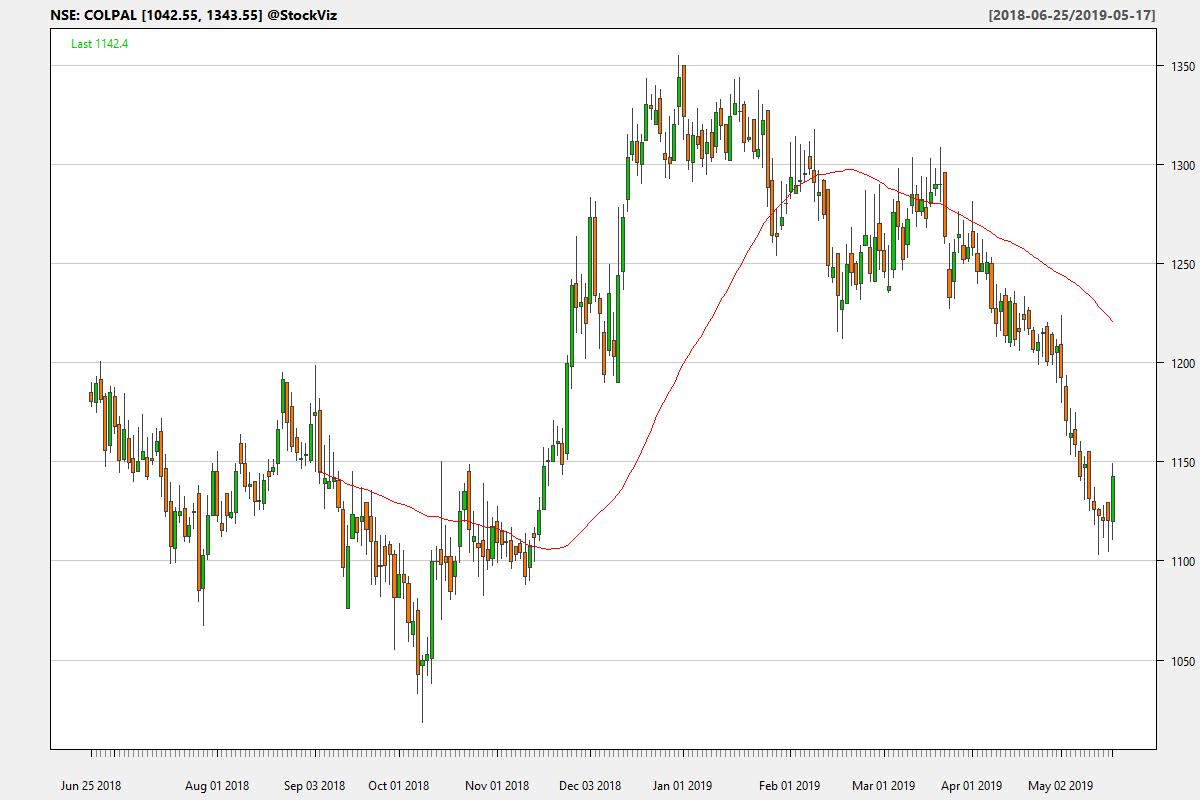 NSE: COLPAL [1042.55, 1343.55] @StockViz [2018-06-25/2019-05-17]
Last 1142.4
1350
1300
1250
1200
1150
1100
1050
Jun 25 2018 Aug 01 2018 Sep 03 2018 Oct 01 2018 Nov 01 2018 Dec 03 2018 Jan 01 2019 Feb 01 2019 Mar 01 2019 Apr 01 2019 May 02 2019